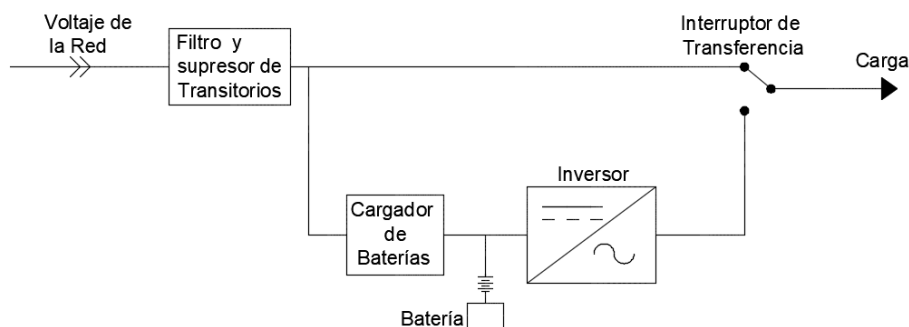 Voltaje de
la Red
Filtro y
supresor de
Transitorios
Interruptor de
Transferencia
Carga
Inversor
Cargador
de
Baterías
Batería